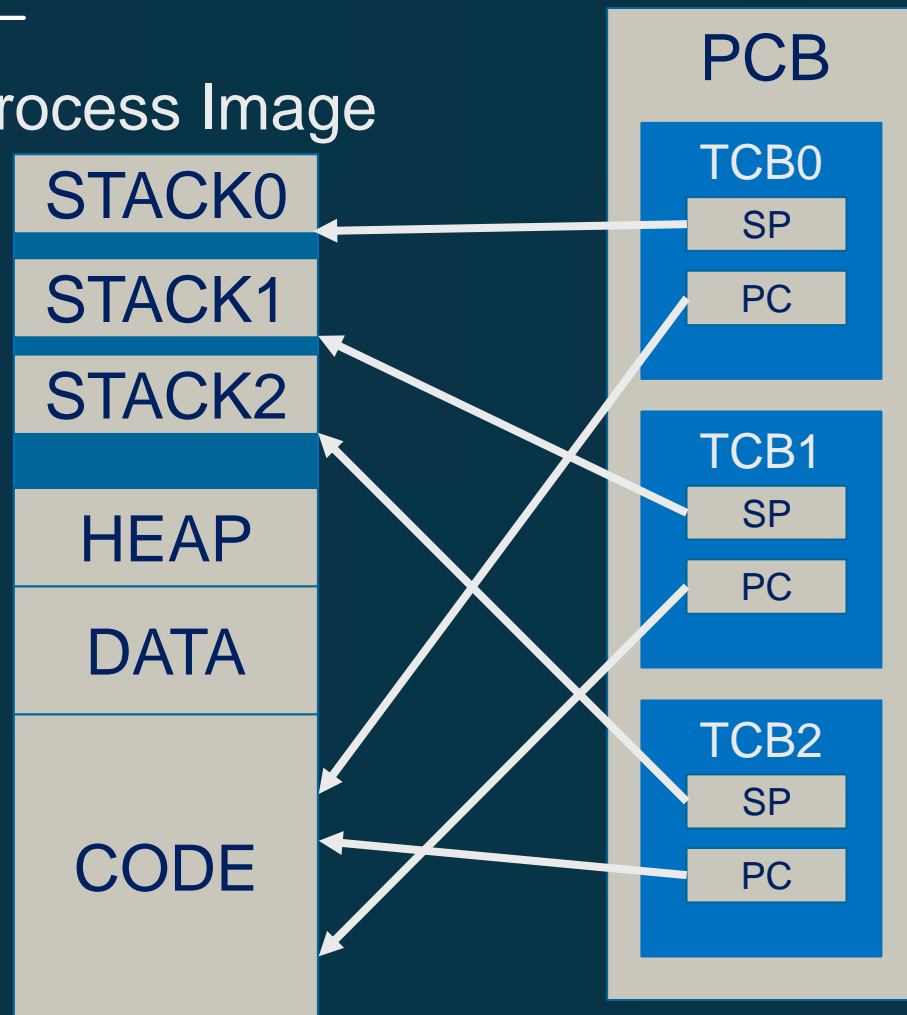 rocess Image
STACK0
STACK1
STACK2
HEAP
DATA
CODE
PCB
TCB0
SP
PC
TCB1
SP
PC
TCB2
SP
PC